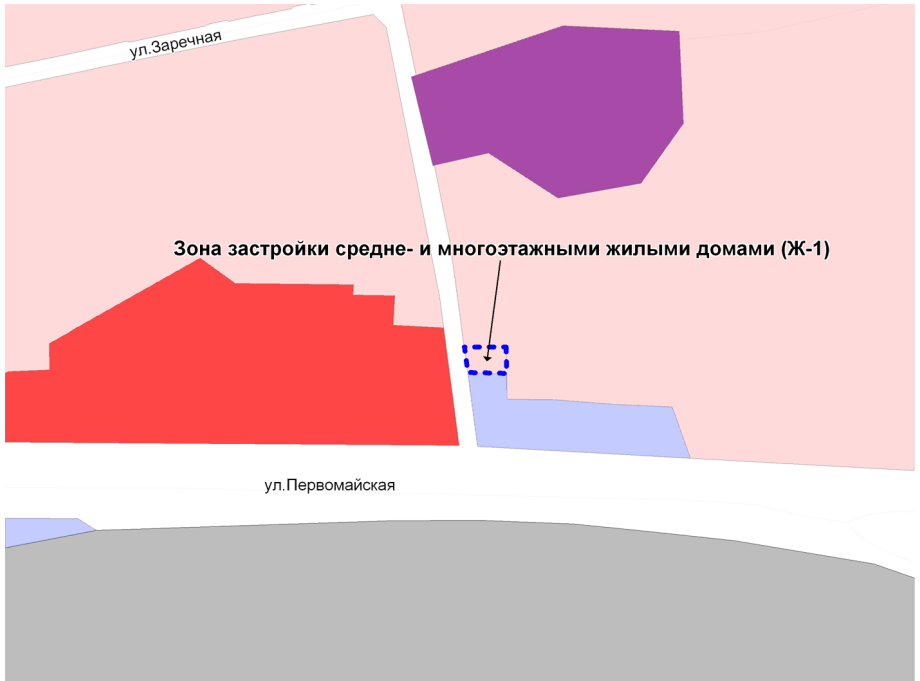 ул.Заречная
Зона застройки средне- и многоэтажными жилыми домами (Ж-1)
ул.Первомайская